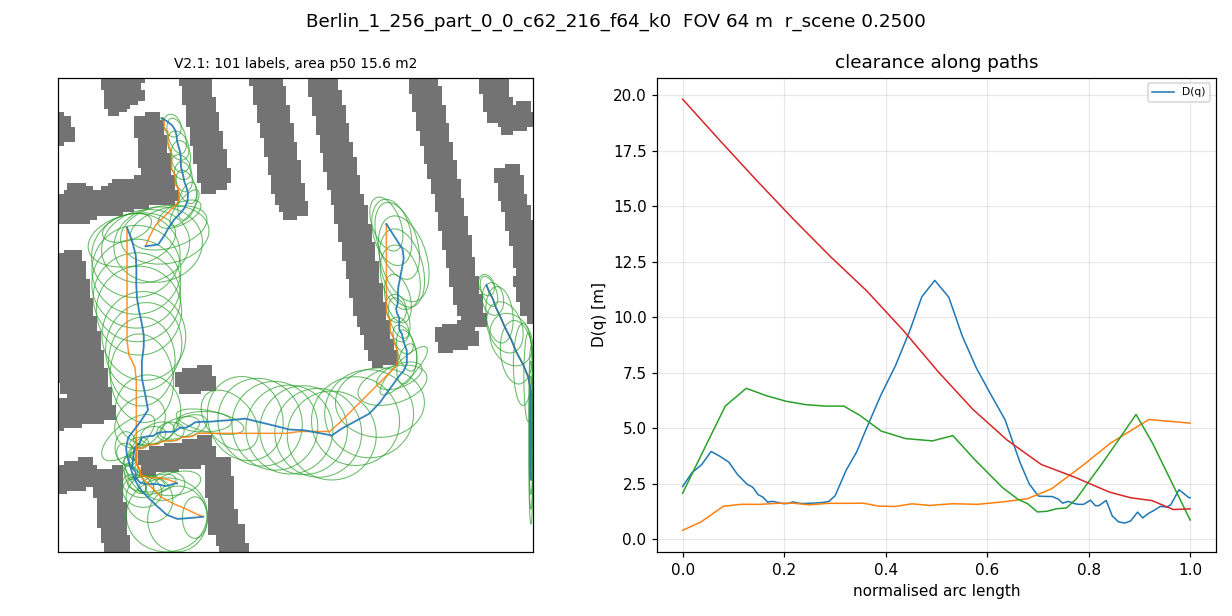 Berlin_1_256_part_0_0_c62_216_f64_k0  FOV 64 m  r_scene 0.2500
V2.1: 101 labels, area p50 15.6 m2
clearance along paths
D(q)
20.0
17.5
15.0
12.5
10.0
7.5
5.0
2.5
0.0
D(q) [m]
0.0 0.2 0.4 0.6 0.8 1.0
normalised arc length